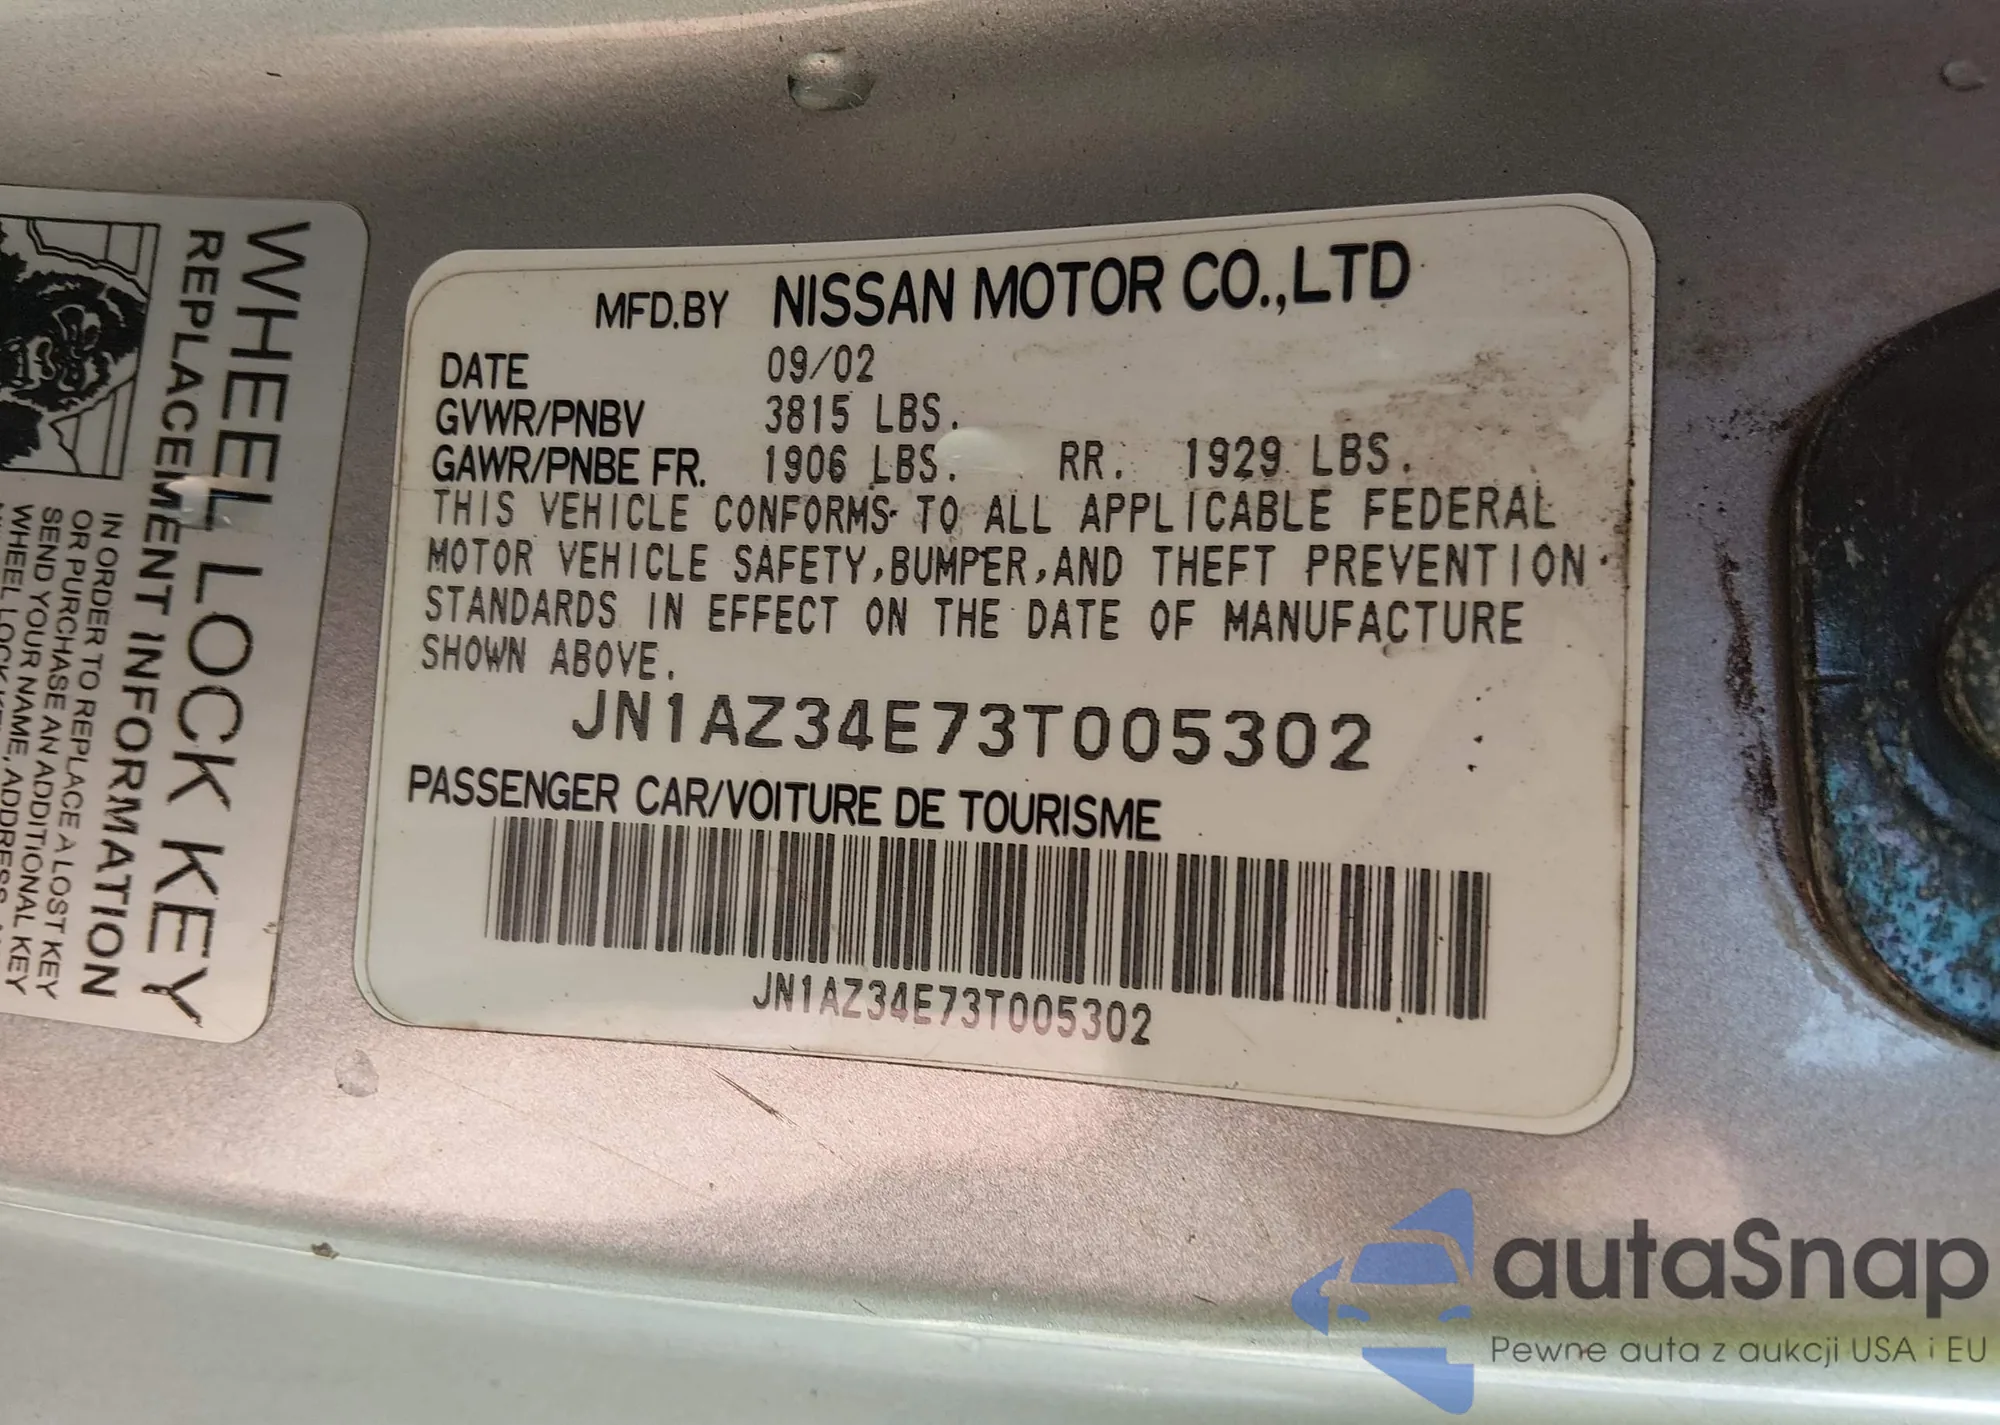 MFD.BY NISSAN MOTOR CO.,LTD
DATE 09/02
GVWR/PNBV 3815 LBS.
GAWR/PNBE FR. 1906 LBS. RR. 1929 LBS.
THIS VEHICLE CONFORMS TO ALL APPLICABLE FEDERAL
MOTOR VEHICLE SAFETY,BUMPER,AND THEFT PREVENTION
STANDARDS IN EFFECT ON THE DATE OF MANUFACTURE
SHOWN ABOVE.
JN1AZ34E73T005302
PASSENGER CAR/VOITURE DE TOURISME
JN1AZ34E73T005302
WHEEL LOCK KEY
REPLACEMENT INFORMATION
IN ORDER TO REPLACE A LOST KEY
OR PURCHASE AN ADDITIONAL KEY
SEND YOUR NAME, ADDRESS,
WHEEL LOCK
autaSnap
Pewne auta z aukcji USA i EU